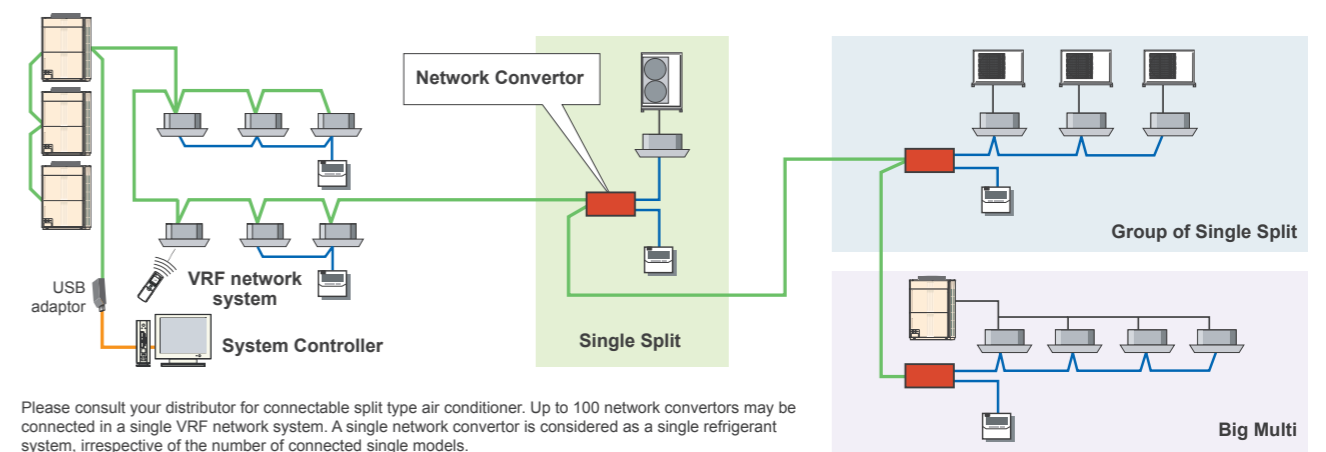 Network Convertor
VRF network
system
USB
adaptor
System Controller
Single Split
Group of Single Split
Big Multi
Please consult your distributor for connectable split type air conditioner. Up to 100 network convertors may be
connected in a single VRF network system. A single network convertor is considered as a single refrigerant
system, irrespective of the number of connected single models.